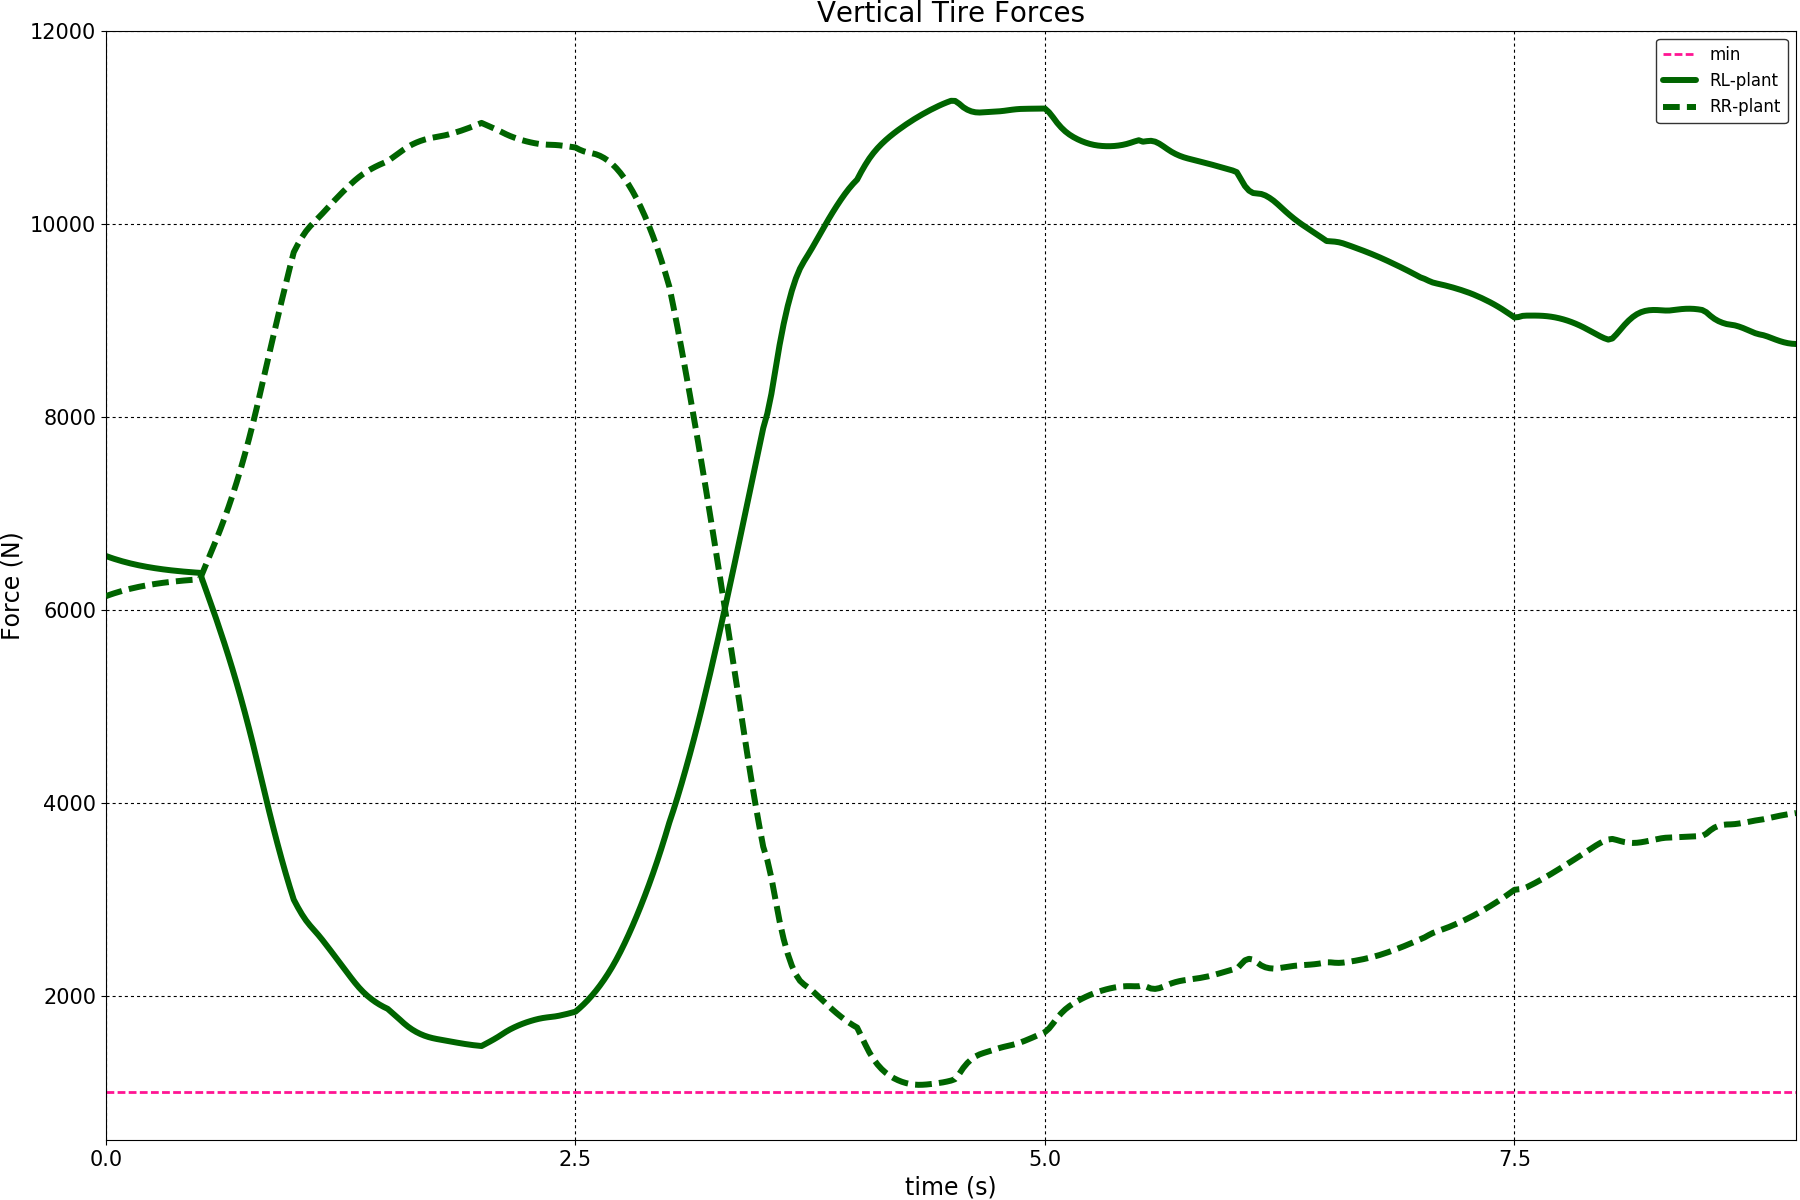 Vertical Tire Forces
12000
10000
8000
6000
4000
2000
Force (N)
min
RL-plant
RR-plant
0.0
2.5
5.0
7.5
time (s)